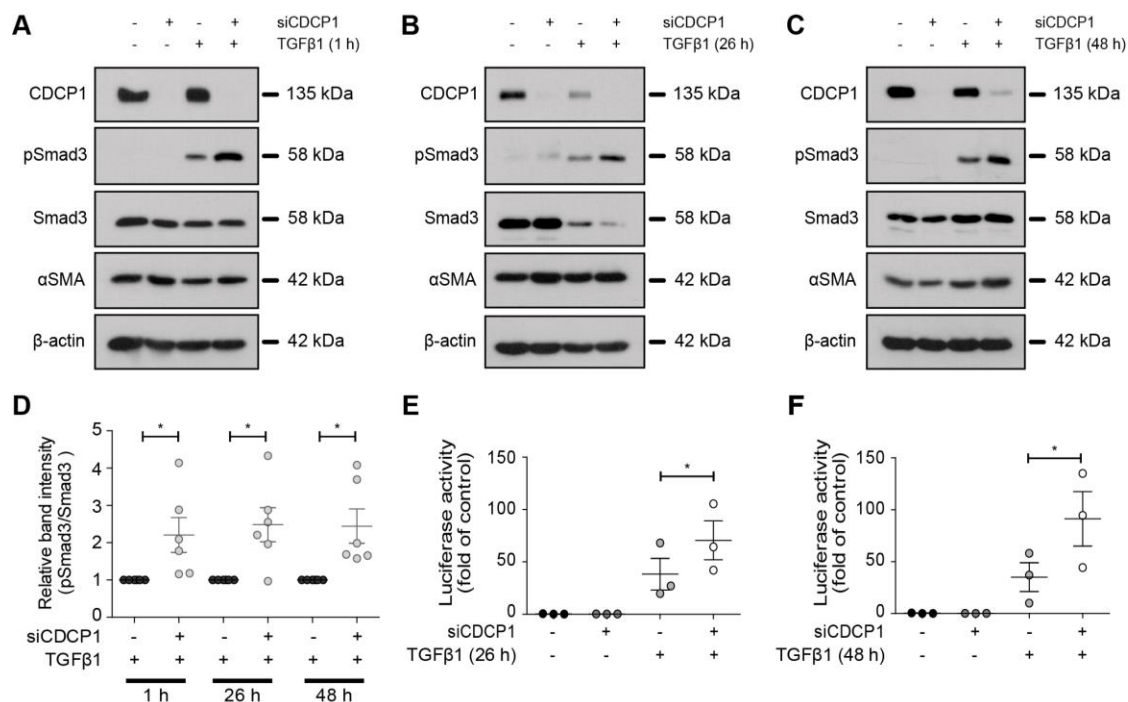 A
- + - + siCDCP1
- - + + TGFβ1 (1 h)
CDCP1 135 kDa
pSmad3 58 kDa
Smad3 58 kDa
αSMA 42 kDa
β-actin 42 kDa
B
- + - + siCDCP1
- - + + TGFβ1 (26 h)
CDCP1 135 kDa
pSmad3 58 kDa
Smad3 58 kDa
αSMA 42 kDa
β-actin 42 kDa
C
- + - + siCDCP1
- - + + TGFβ1 (48 h)
CDCP1 135 kDa
pSmad3 58 kDa
Smad3 58 kDa
αSMA 42 kDa
β-actin 42 kDa
D
Relative band intensity
(pSmad3/Smad3)
5
4
3
2
1
0
* * *
siCDCP1 - + - + - +
TGFβ1 + + + + + +
1 h 26 h 48 h
E
Luciferase activity
(fold of control)
150
100
50
0
*
siCDCP1 - + - +
TGFβ1 (26 h) - - + +
F
Luciferase activity
(fold of control)
150
100
50
0
*
siCDCP1 - + - +
TGFβ1 (48 h) - - + +